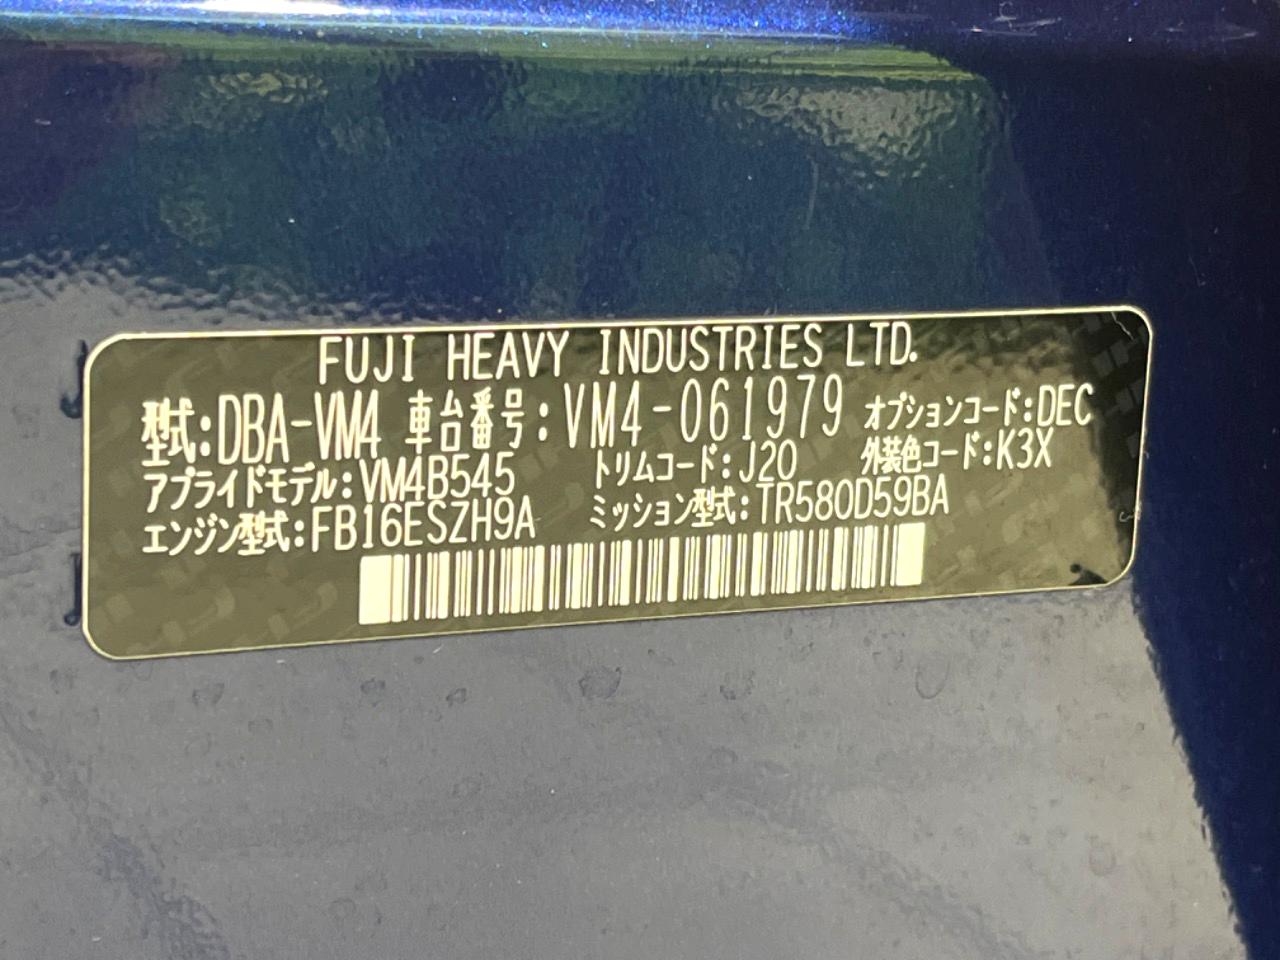 FUJI HEAVY INDUSTRIES LTD.
型式:DBA-VM4 車台番号:VM4-061979 オプションコード:DEC
アプライドモデル:VM4B545 トリムコード:J20 外装色コード:K3X
エンジン型式:FB16ESZH9A ミッション型式:TR580D59BA